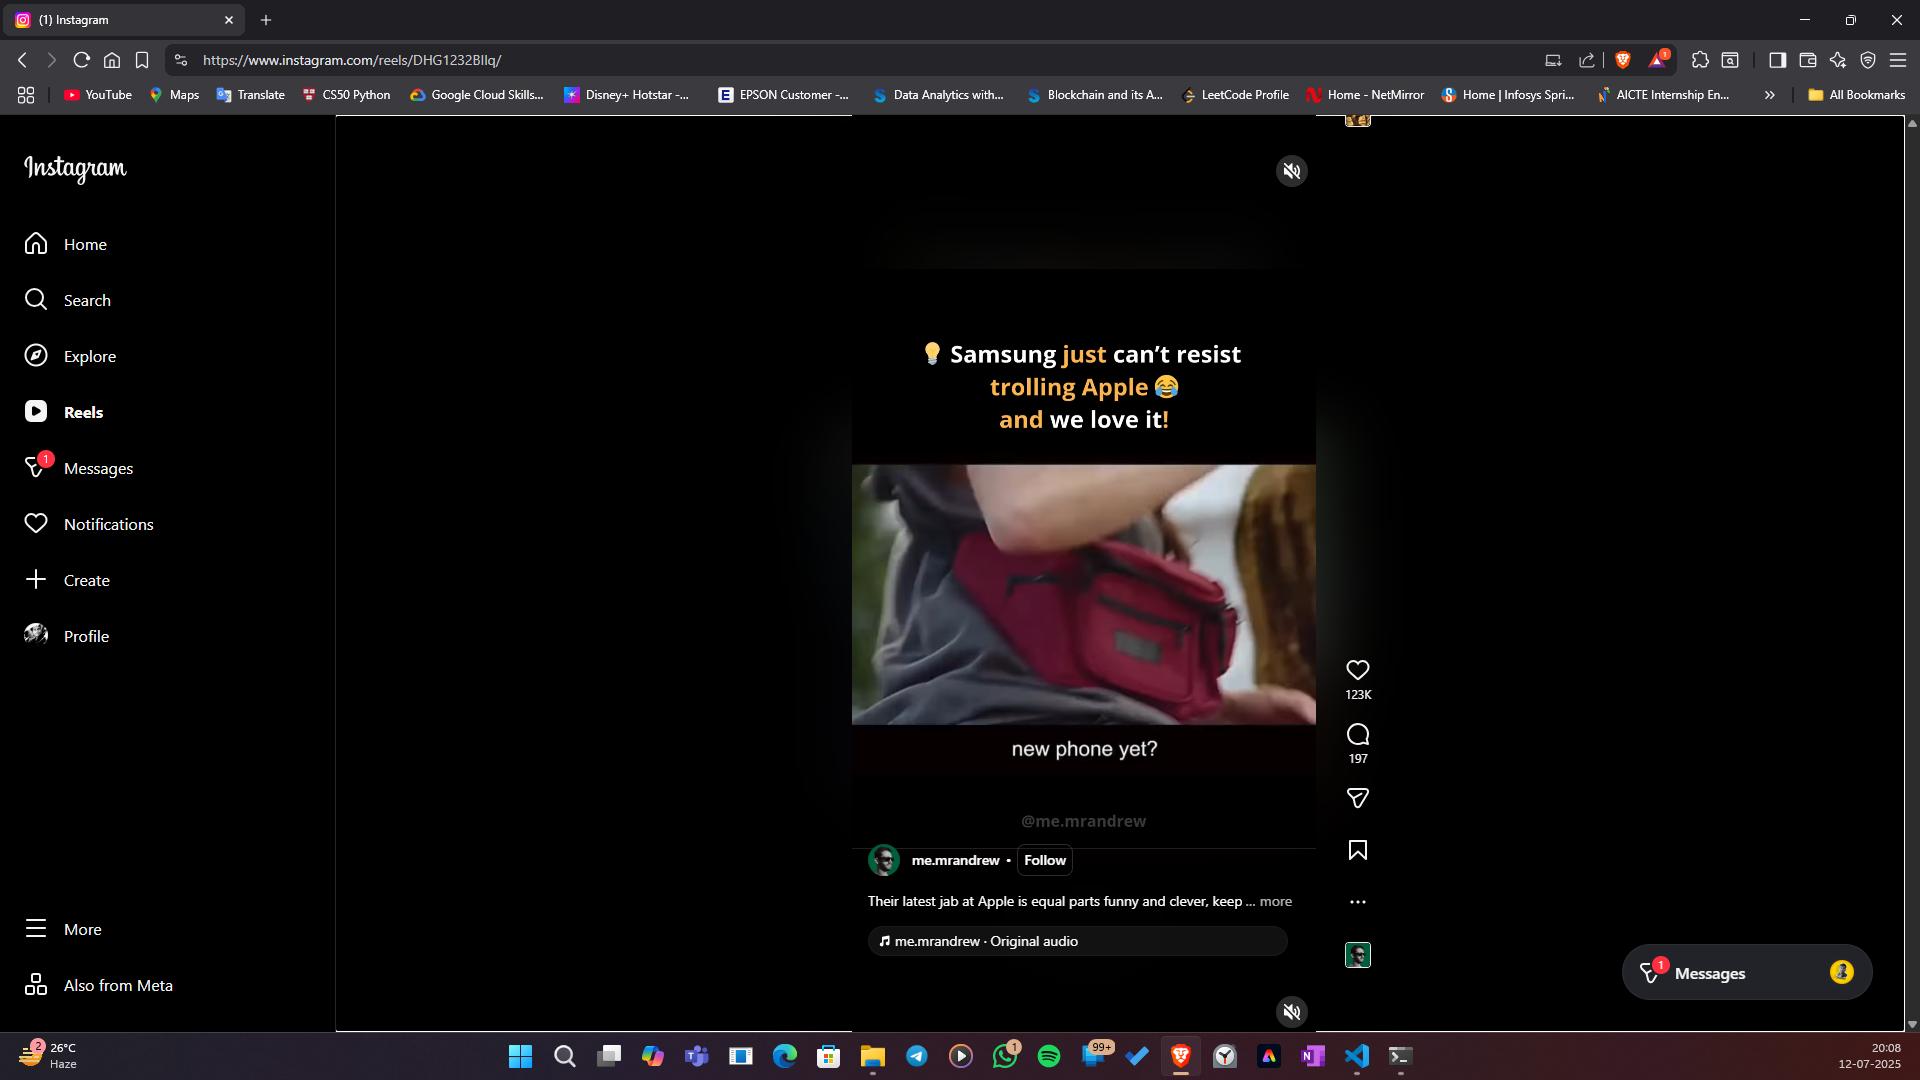 (1) Instagram
https://www.instagram.com/reels/DHG1232BIlq/
1
YouTube
Maps
Translate
CS50 Python
Google Cloud Skills...
Disney+ Hotstar -...
EPSON Customer -...
Data Analytics with...
Blockchain and its A...
LeetCode Profile
Home - NetMirror
Home | Infosys Spri...
AICTE Internship En...
All Bookmarks
Instagram
Home
Search
Explore
Reels
1
Messages
Notifications
Create
Profile
More
Also from Meta
💡 Samsung just can’t resist
trolling Apple 😂
and we love it!
new phone yet?
@me.mrandrew
me.mrandrew • Follow
Their latest jab at Apple is equal parts funny and clever, keep ... more
me.mrandrew · Original audio
123K
197
1
Messages
2
26°C
Haze
1
99+
20:08
12-07-2025